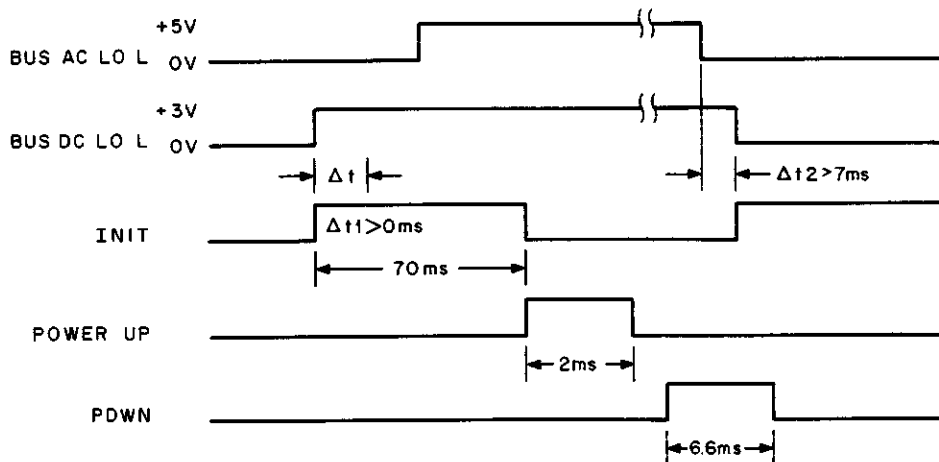 +5V
BUS AC LO L 0V
+3V
BUS DC LO L 0V
Δt
Δt2>7ms
INIT
Δt1>0ms
70ms
POWER UP
2ms
PDWN
6.6ms